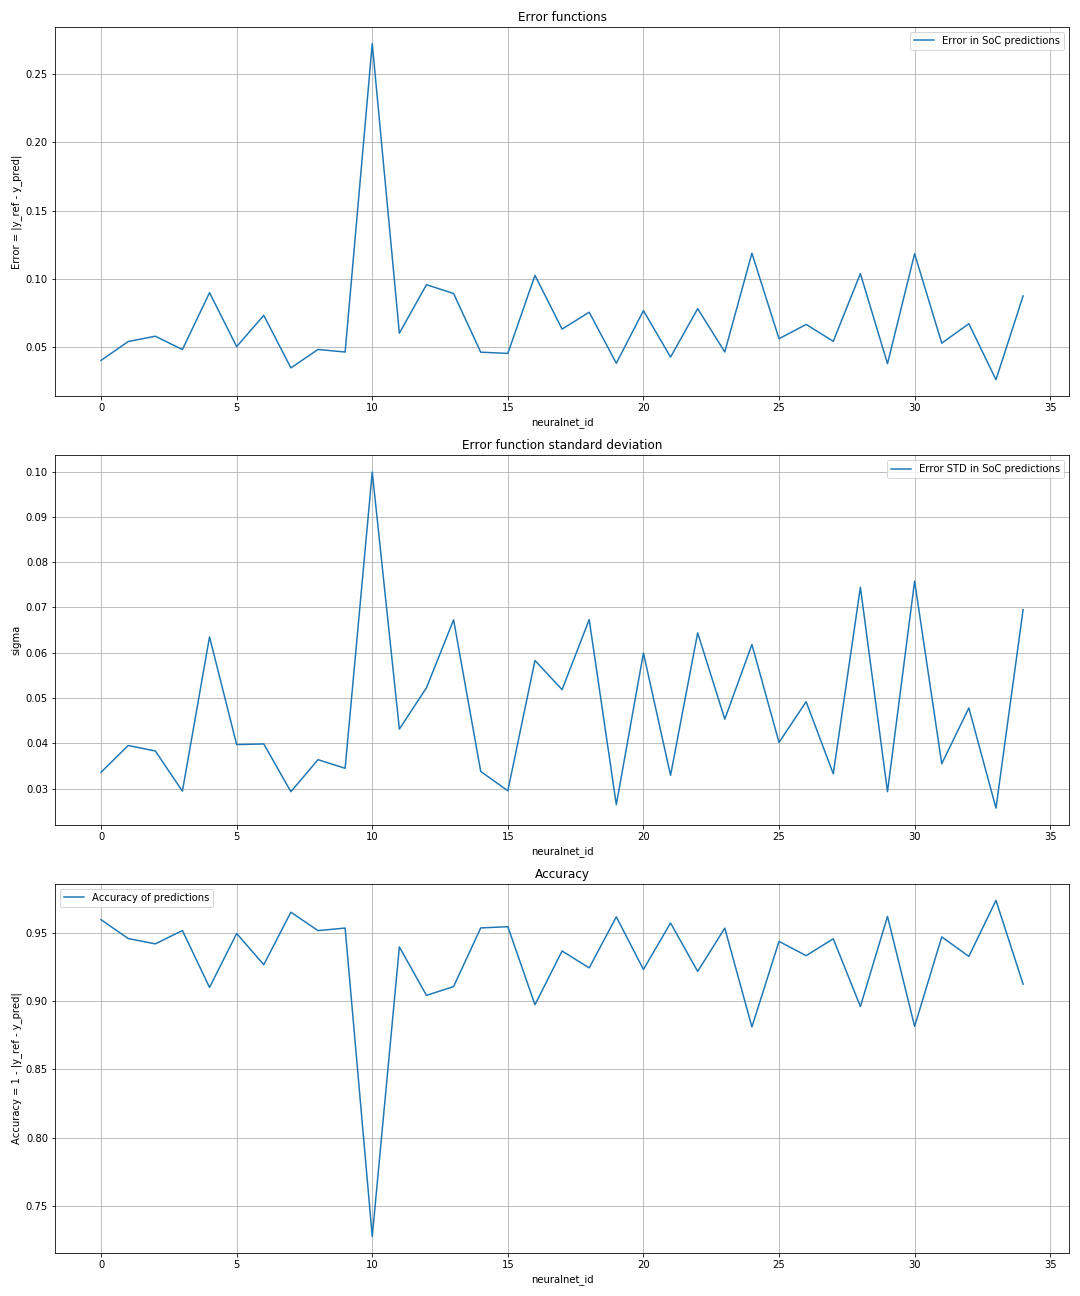 Error functions
Error in SoC predictions
Error = |y_ref - y_pred|
0.25
0.20
0.15
0.10
0.05
0 5 10 15 20 25 30 35
neuralnet_id
Error function standard deviation
Error STD in SoC predictions
sigma
0.10
0.09
0.08
0.07
0.06
0.05
0.04
0.03
0 5 10 15 20 25 30 35
neuralnet_id
Accuracy
Accuracy of predictions
Accuracy = 1 - |y_ref - y_pred|
0.95
0.90
0.85
0.80
0.75
0 5 10 15 20 25 30 35
neuralnet_id